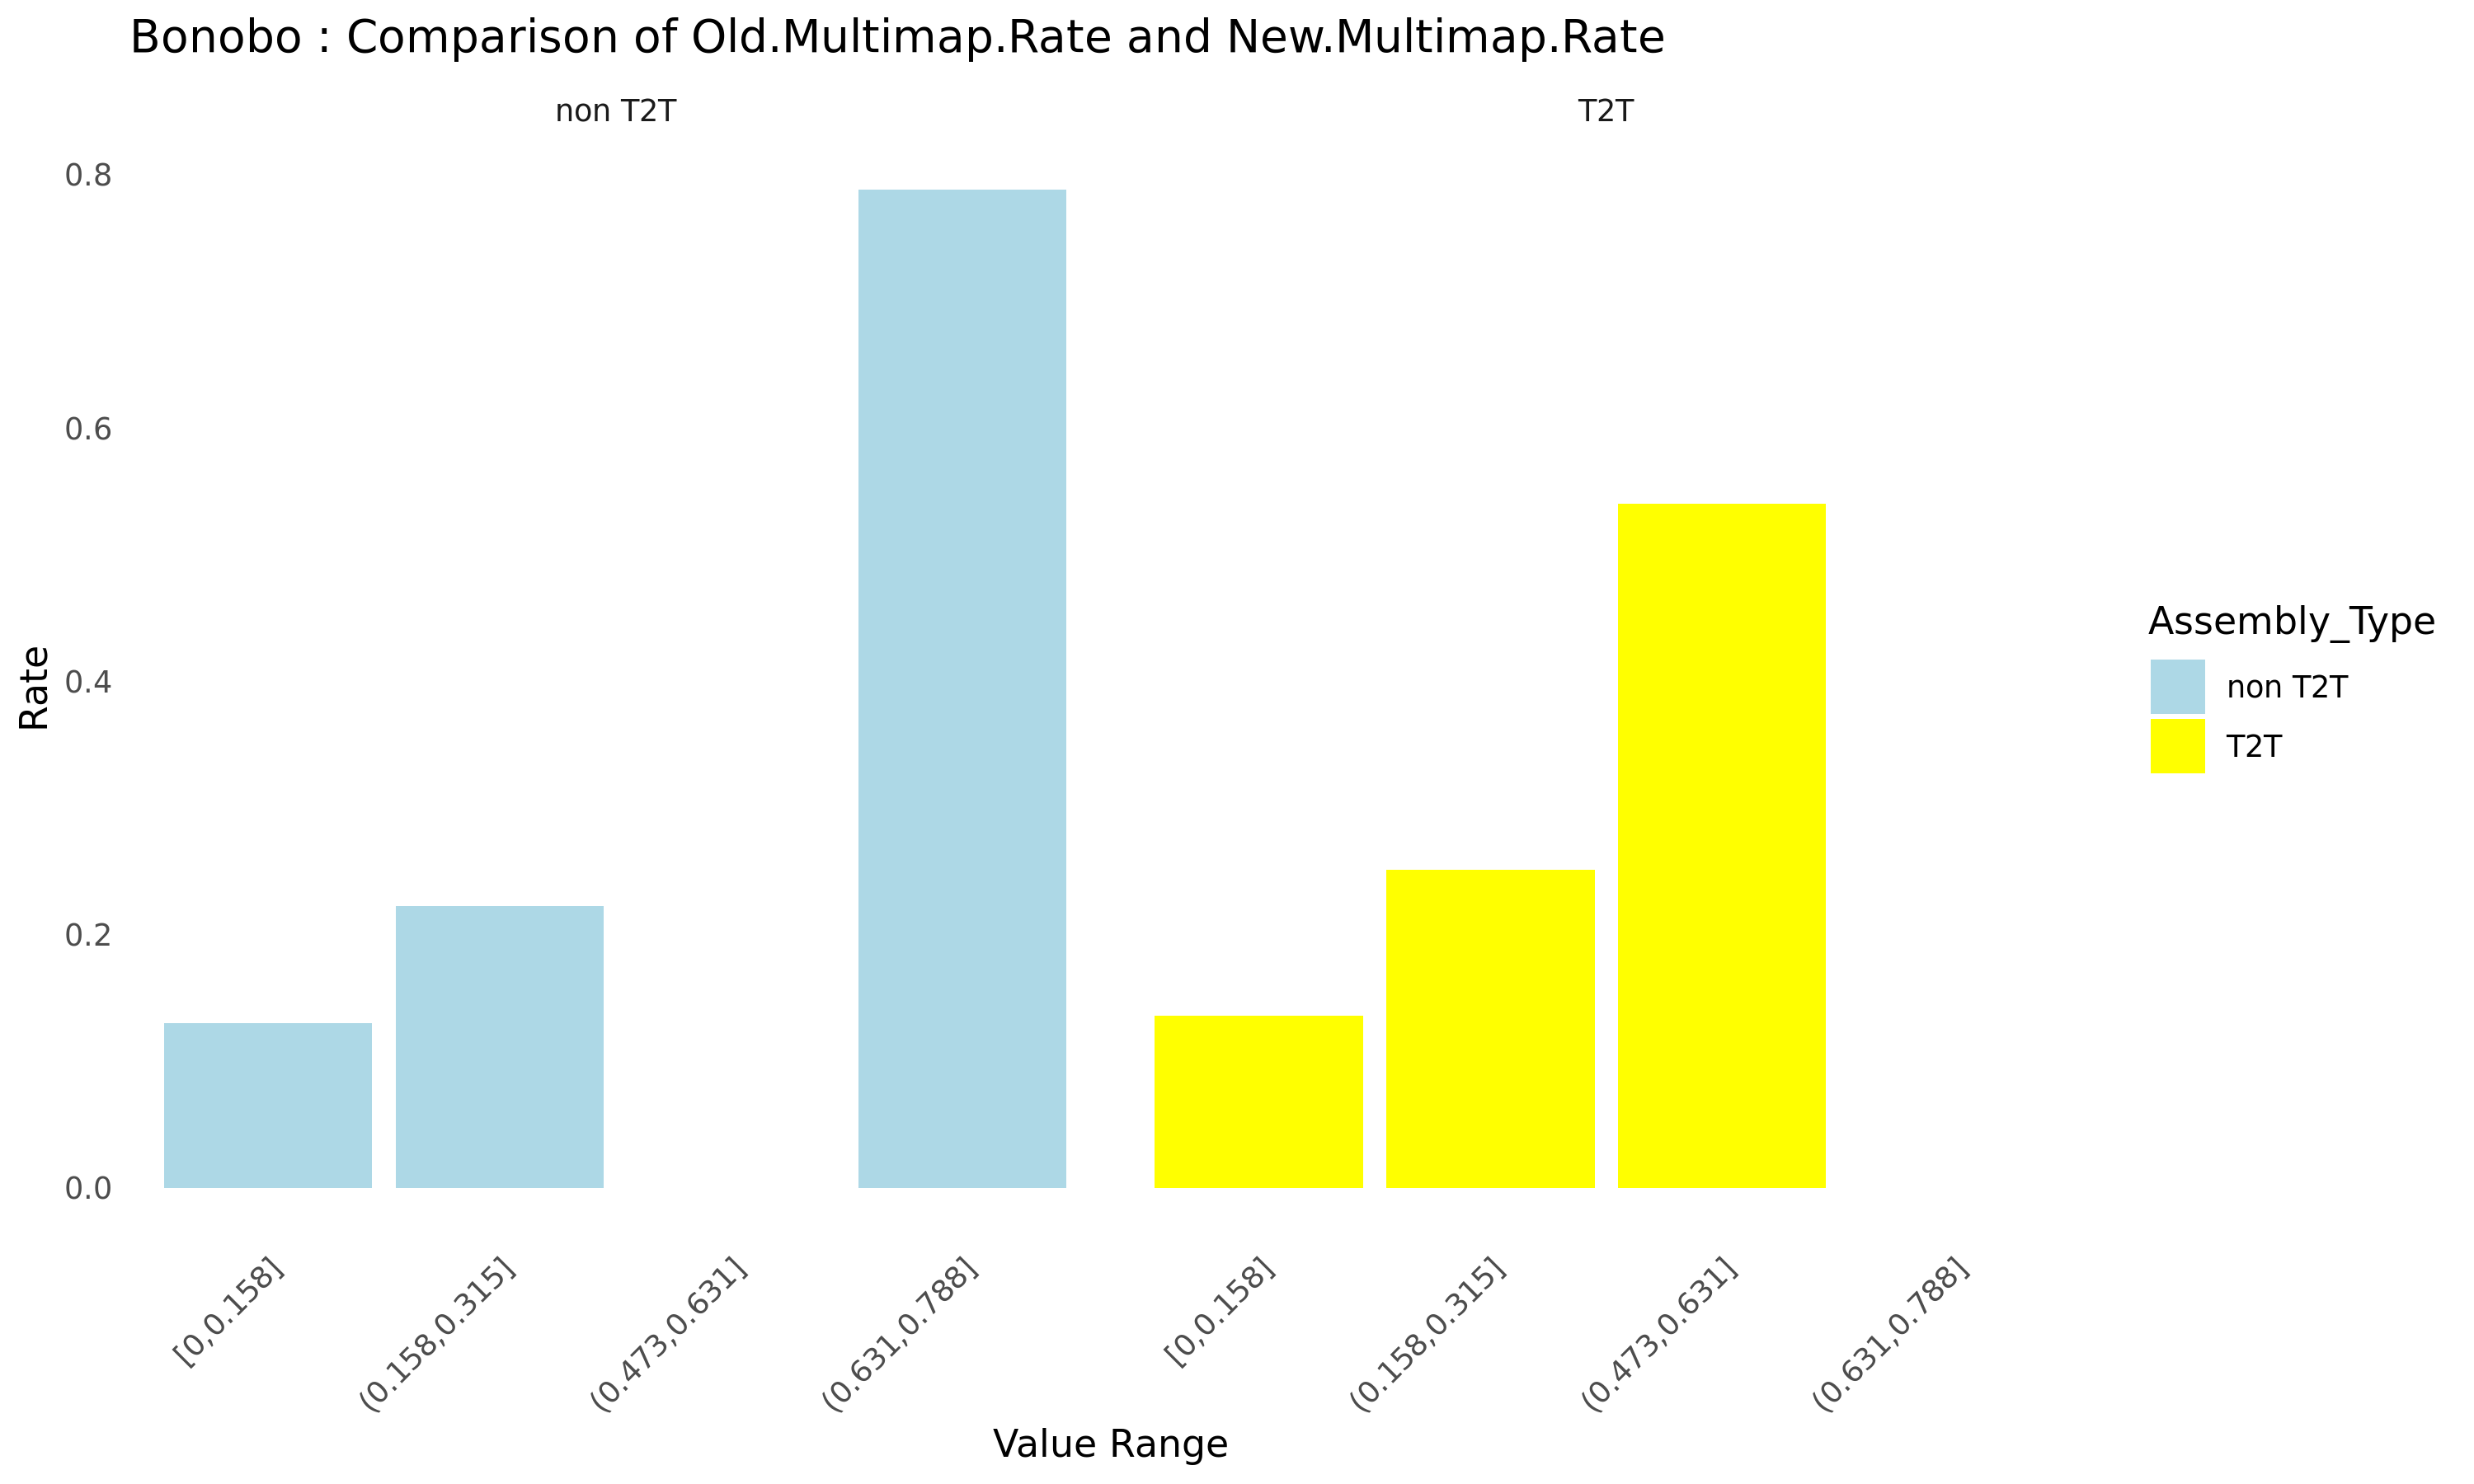 Bonobo : Comparison of Old.Multimap.Rate and New.Multimap.Rate
non T2T
T2T
0.8
0.6
0.4
0.2
0.0
Rate
[0,0.158]
(0.158,0.315]
(0.473,0.631]
(0.631,0.788]
[0,0.158]
(0.158,0.315]
(0.473,0.631]
(0.631,0.788]
Value Range
Assembly_Type
non T2T
T2T